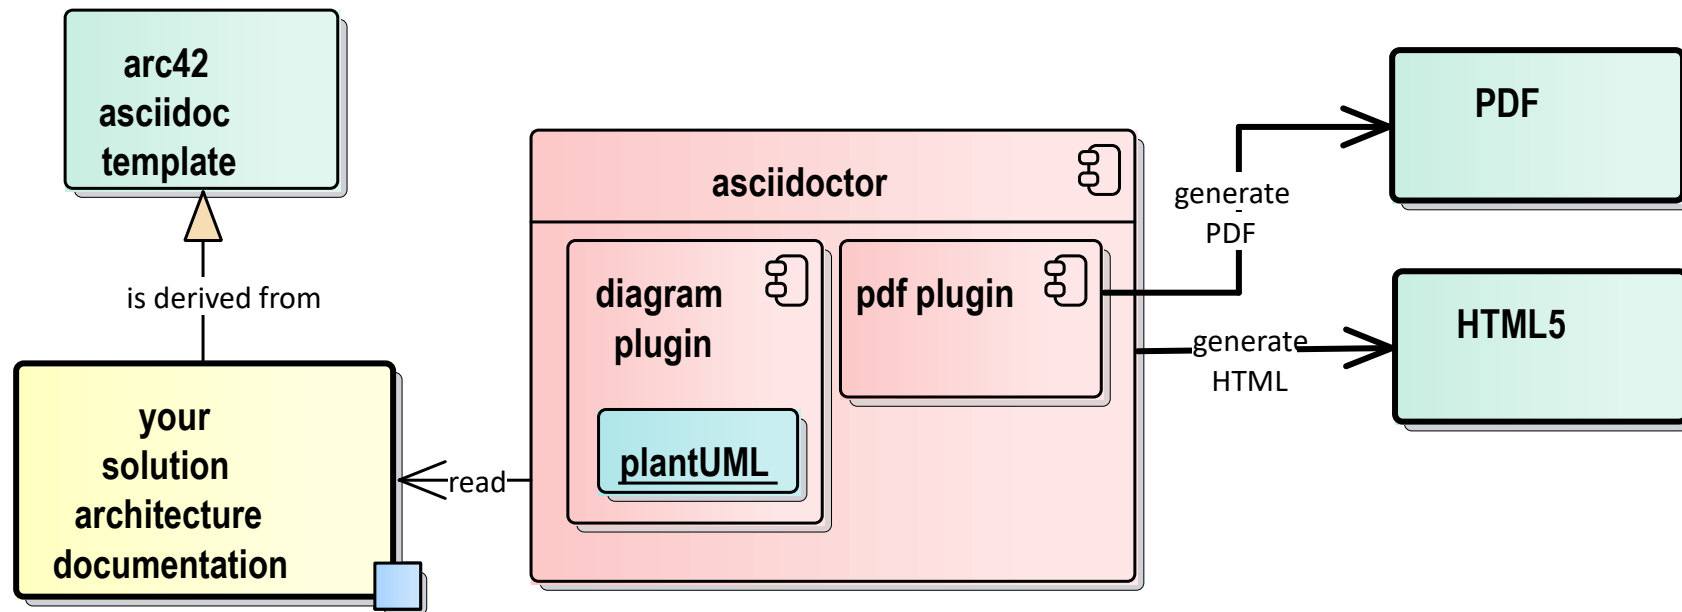 arc42
asciidoc
template
is derived from
your
solution
architecture
documentation
read
asciidoctor
diagram
plugin
plantUML
pdf plugin
generate
PDF
generate
HTML
PDF
HTML5